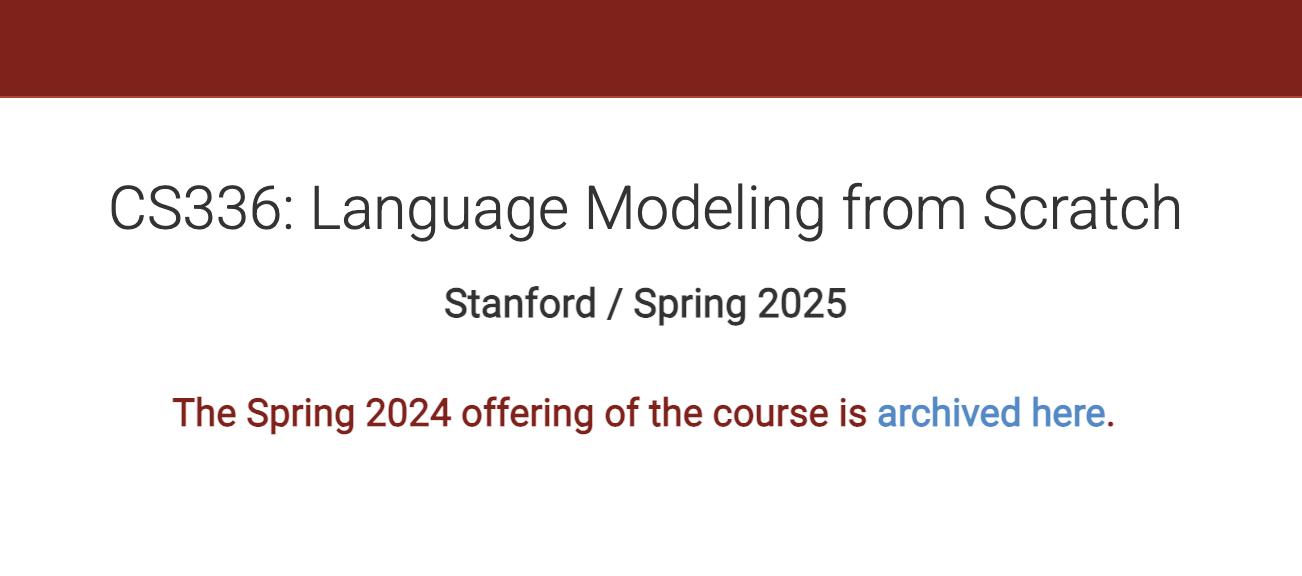 CS336: Language Modeling from Scratch
Stanford / Spring 2025
The Spring 2024 offering of the course is archived here.